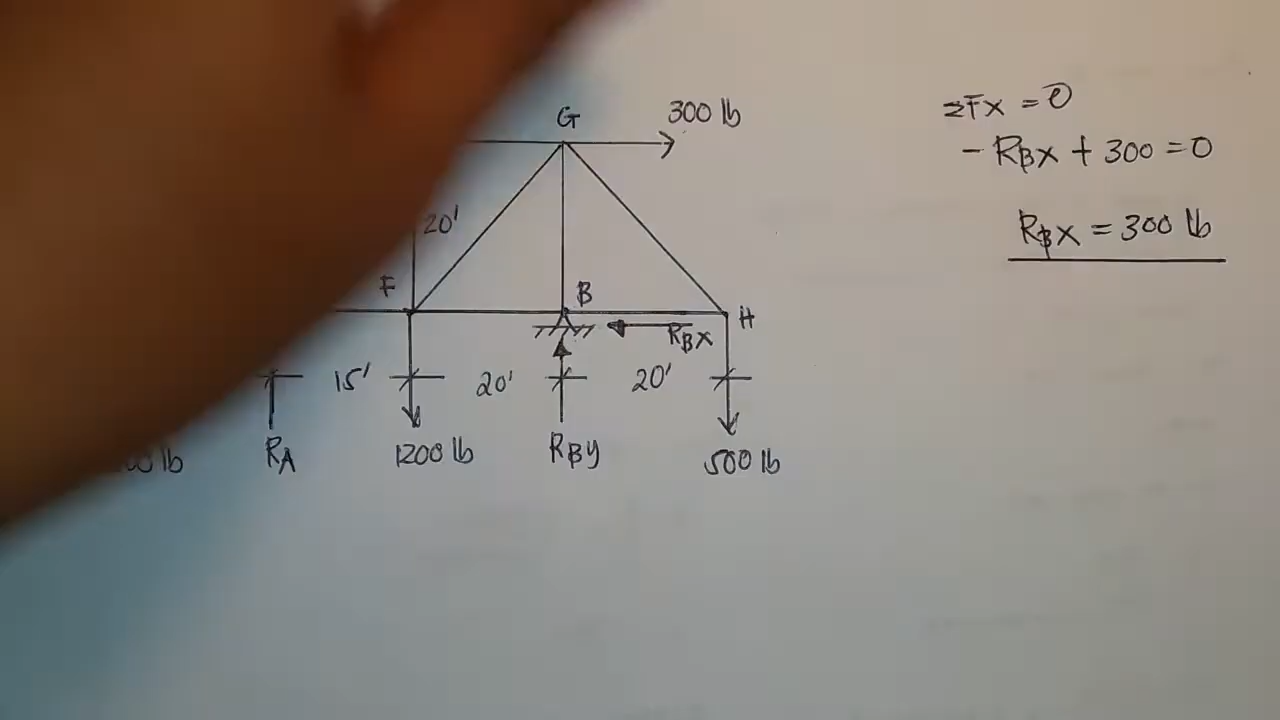 G
300 lb
ΣFx = 0
- RBx + 300 = 0
20'
RBx = 300 lb
F
B
H
RBx
15'
20'
20'
lb
RA
1200 lb
RBy
500 lb